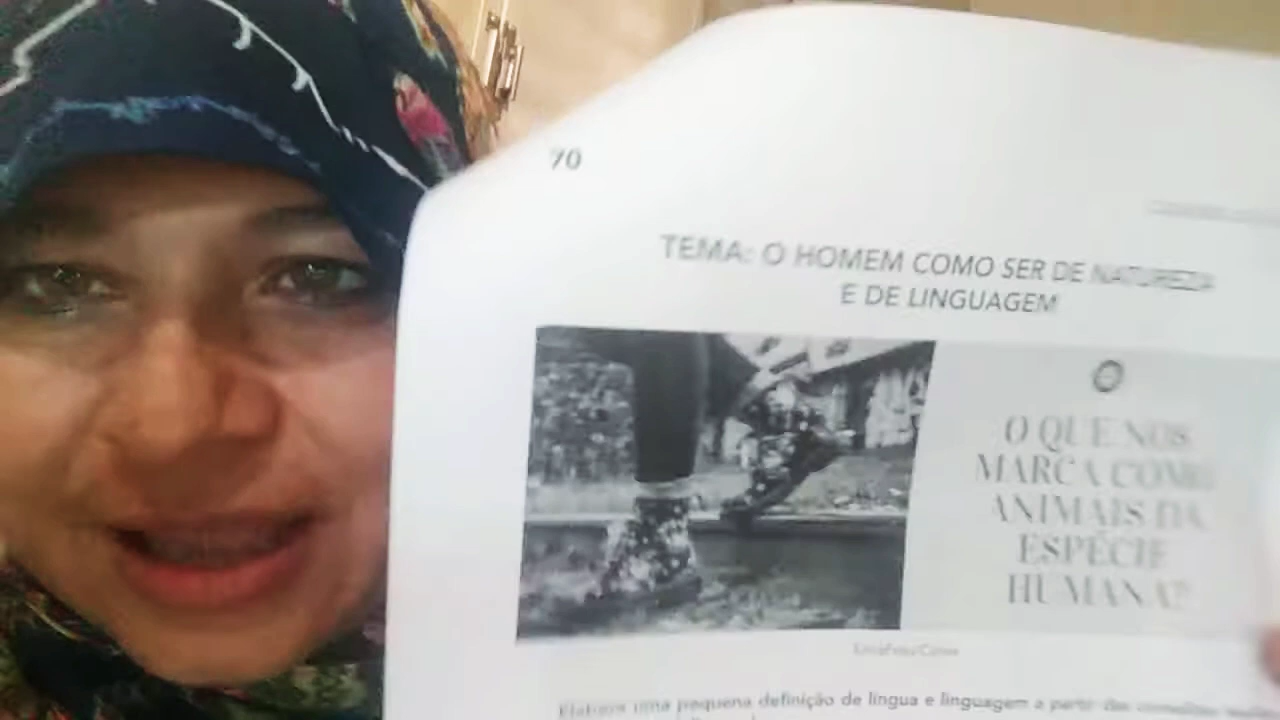 70
TEMA: O HOMEM COMO SER DE NATUREZA
E DE LINGUAGEM
O QUE NOS
MARCA COMO
ANIMAIS DA
ESPÉCIE
HUMANA?
Elabore uma pequena definição de língua e linguagem a partir dos